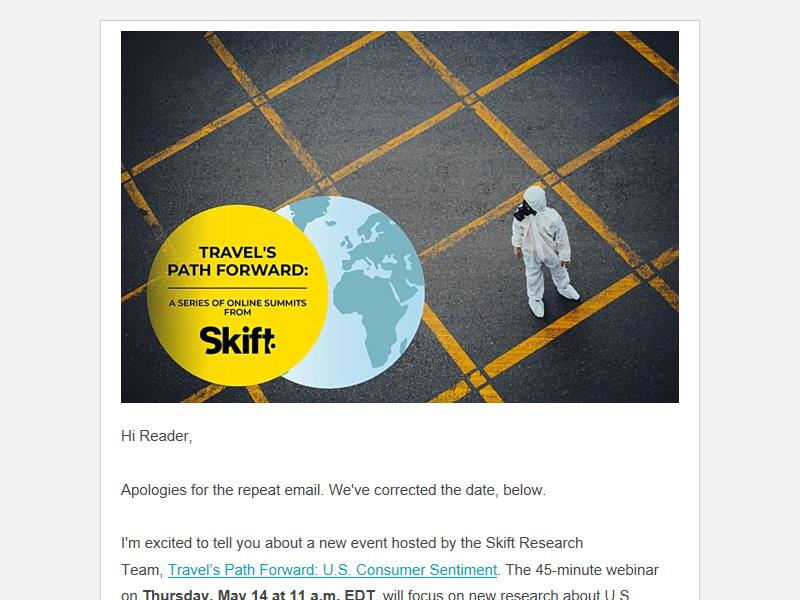 TRAVEL'S
PATH FORWARD:
A SERIES OF ONLINE SUMMITS
FROM
Skift:
Hi Reader,
Apologies for the repeat email. We've corrected the date, below.
I'm excited to tell you about a new event hosted by the Skift Research
Team, Travel’s Path Forward: U.S. Consumer Sentiment. The 45-minute webinar
on Thursday, May 14 at 11 a.m. EDT, will focus on new research about U.S.